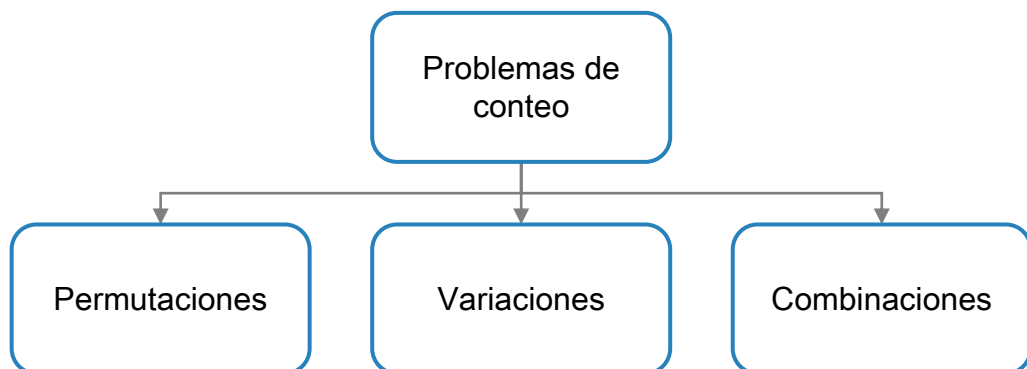 Problemas de
conteo
Permutaciones
Variaciones
Combinaciones